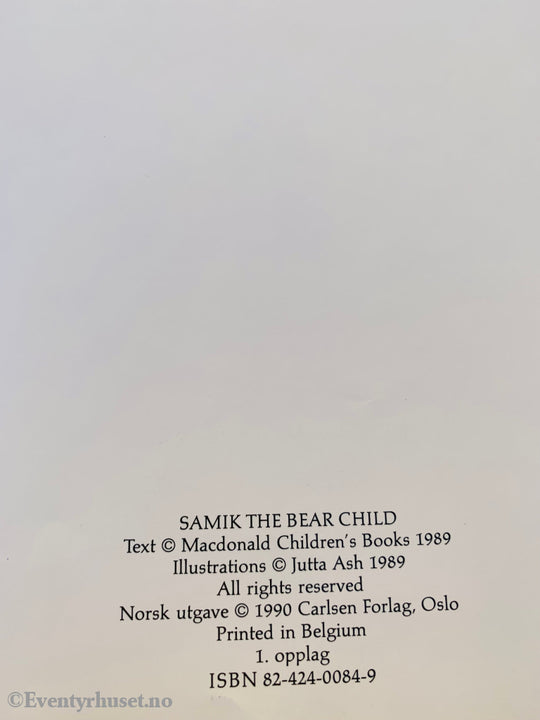 SAMIK THE BEAR CHILD
Text © Macdonald Children's Books 1989
Illustrations © Jutta Ash 1989
All rights reserved
Norsk utgave © 1990 Carlsen Forlag, Oslo
Printed in Belgium
1. opplag
ISBN 82-424-0084-9
©Eventyrhuset.no